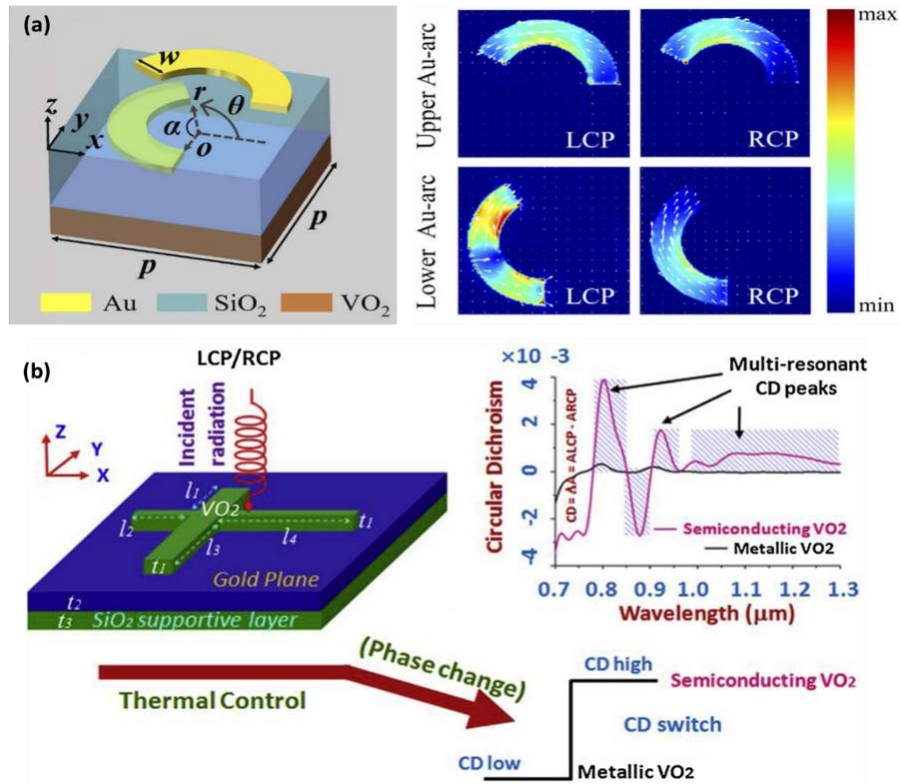 (a)
w
r
θ
α
o
z
y
x
p
p
Au
SiO₂
VO₂
Upper Au-arc
LCP
RCP
Lower Au-arc
LCP
RCP
max
min
(b)
LCP/RCP
Incident
radiation
Z
Y
X
l₁
VO₂
l₂
t₁
l₃
l₄
t₁
Gold Plane
t₂
t₃
SiO₂ supportive layer
×10 -3
Multi-resonant
CD peaks
Circular Dichroism
CD = ΔA = ALCP - ARCP
4
2
0
-2
-4
Semiconducting VO2
Metallic VO2
0.7 0.8 0.9 1.0 1.1 1.2 1.3
Wavelength (μm)
(Phase change)
Thermal Control
CD high
Semiconducting VO₂
CD switch
CD low
Metallic VO₂